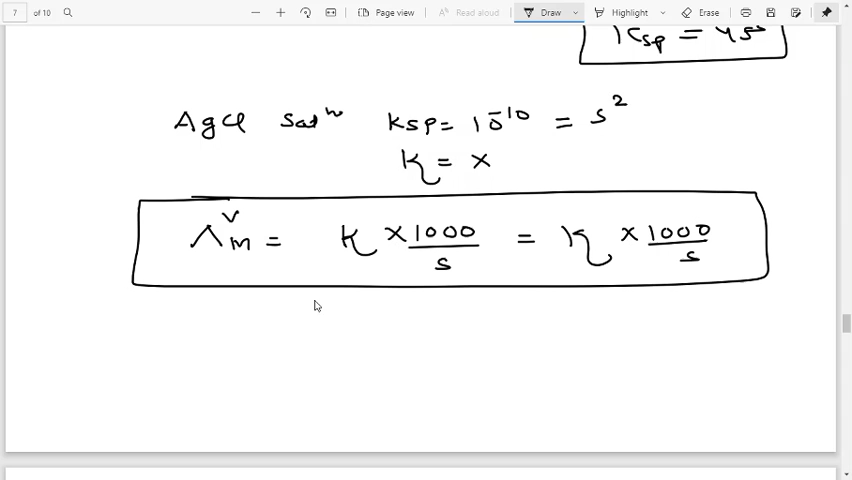 7 of 10 Page view Read aloud Draw Highlight Erase
Ksp = 4s³
AgCl satⁿ Ksp = 10⁻¹⁰ = s²
κ = x
Λm = κ × 1000/s = κ × 1000/s